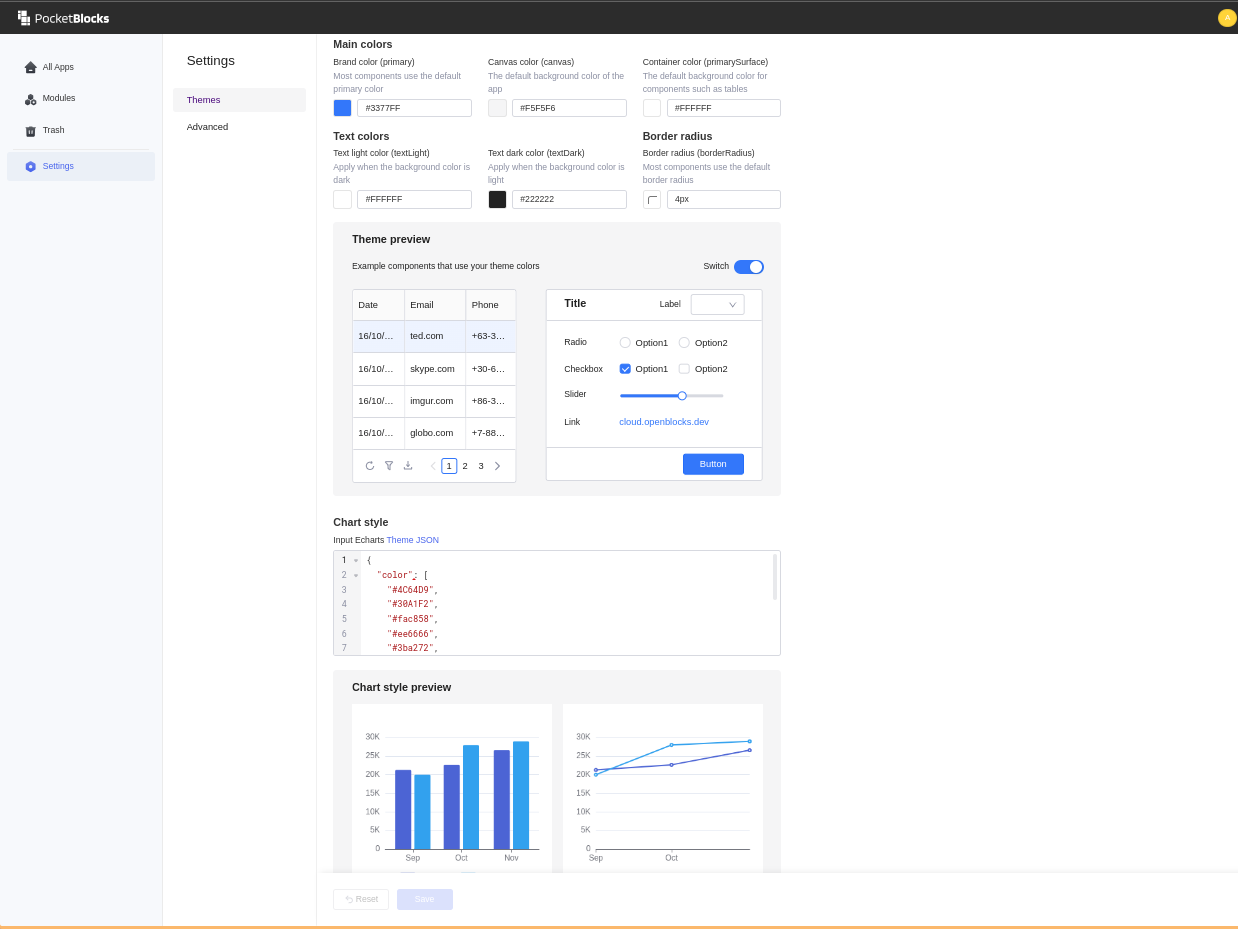 PocketBlocks
A
All Apps
Modules
Trash
Settings
Settings
Themes
Advanced
Main colors
Brand color (primary)
Most components use the default
primary color
#3377FF
Canvas color (canvas)
The default background color of the
app
#F5F5F6
Container color (primarySurface)
The default background color for
components such as tables
#FFFFFF
Text colors
Text light color (textLight)
Apply when the background color is
dark
#FFFFFF
Text dark color (textDark)
Apply when the background color is
light
#222222
Border radius
Border radius (borderRadius)
Most components use the default
border radius
4px
Theme preview
Example components that use your theme colors
Switch
Date Email Phone
16/10/... ted.com +63-3...
16/10/... skype.com +30-6...
16/10/... imgur.com +86-3...
16/10/... globo.com +7-88...
1 2 3
Title
Label
Radio Option1 Option2
Checkbox Option1 Option2
Slider
Link cloud.openblocks.dev
Button
Chart style
Input Echarts Theme JSON
1 {
2 "color": [
3 "#4C64D9",
4 "#30A1F2",
5 "#fac858",
6 "#ee6666",
7 "#3ba272",
Chart style preview
30K
25K
20K
15K
10K
5K
0
Sep Oct Nov
30K
25K
20K
15K
10K
5K
0
Sep Oct
Reset
Save